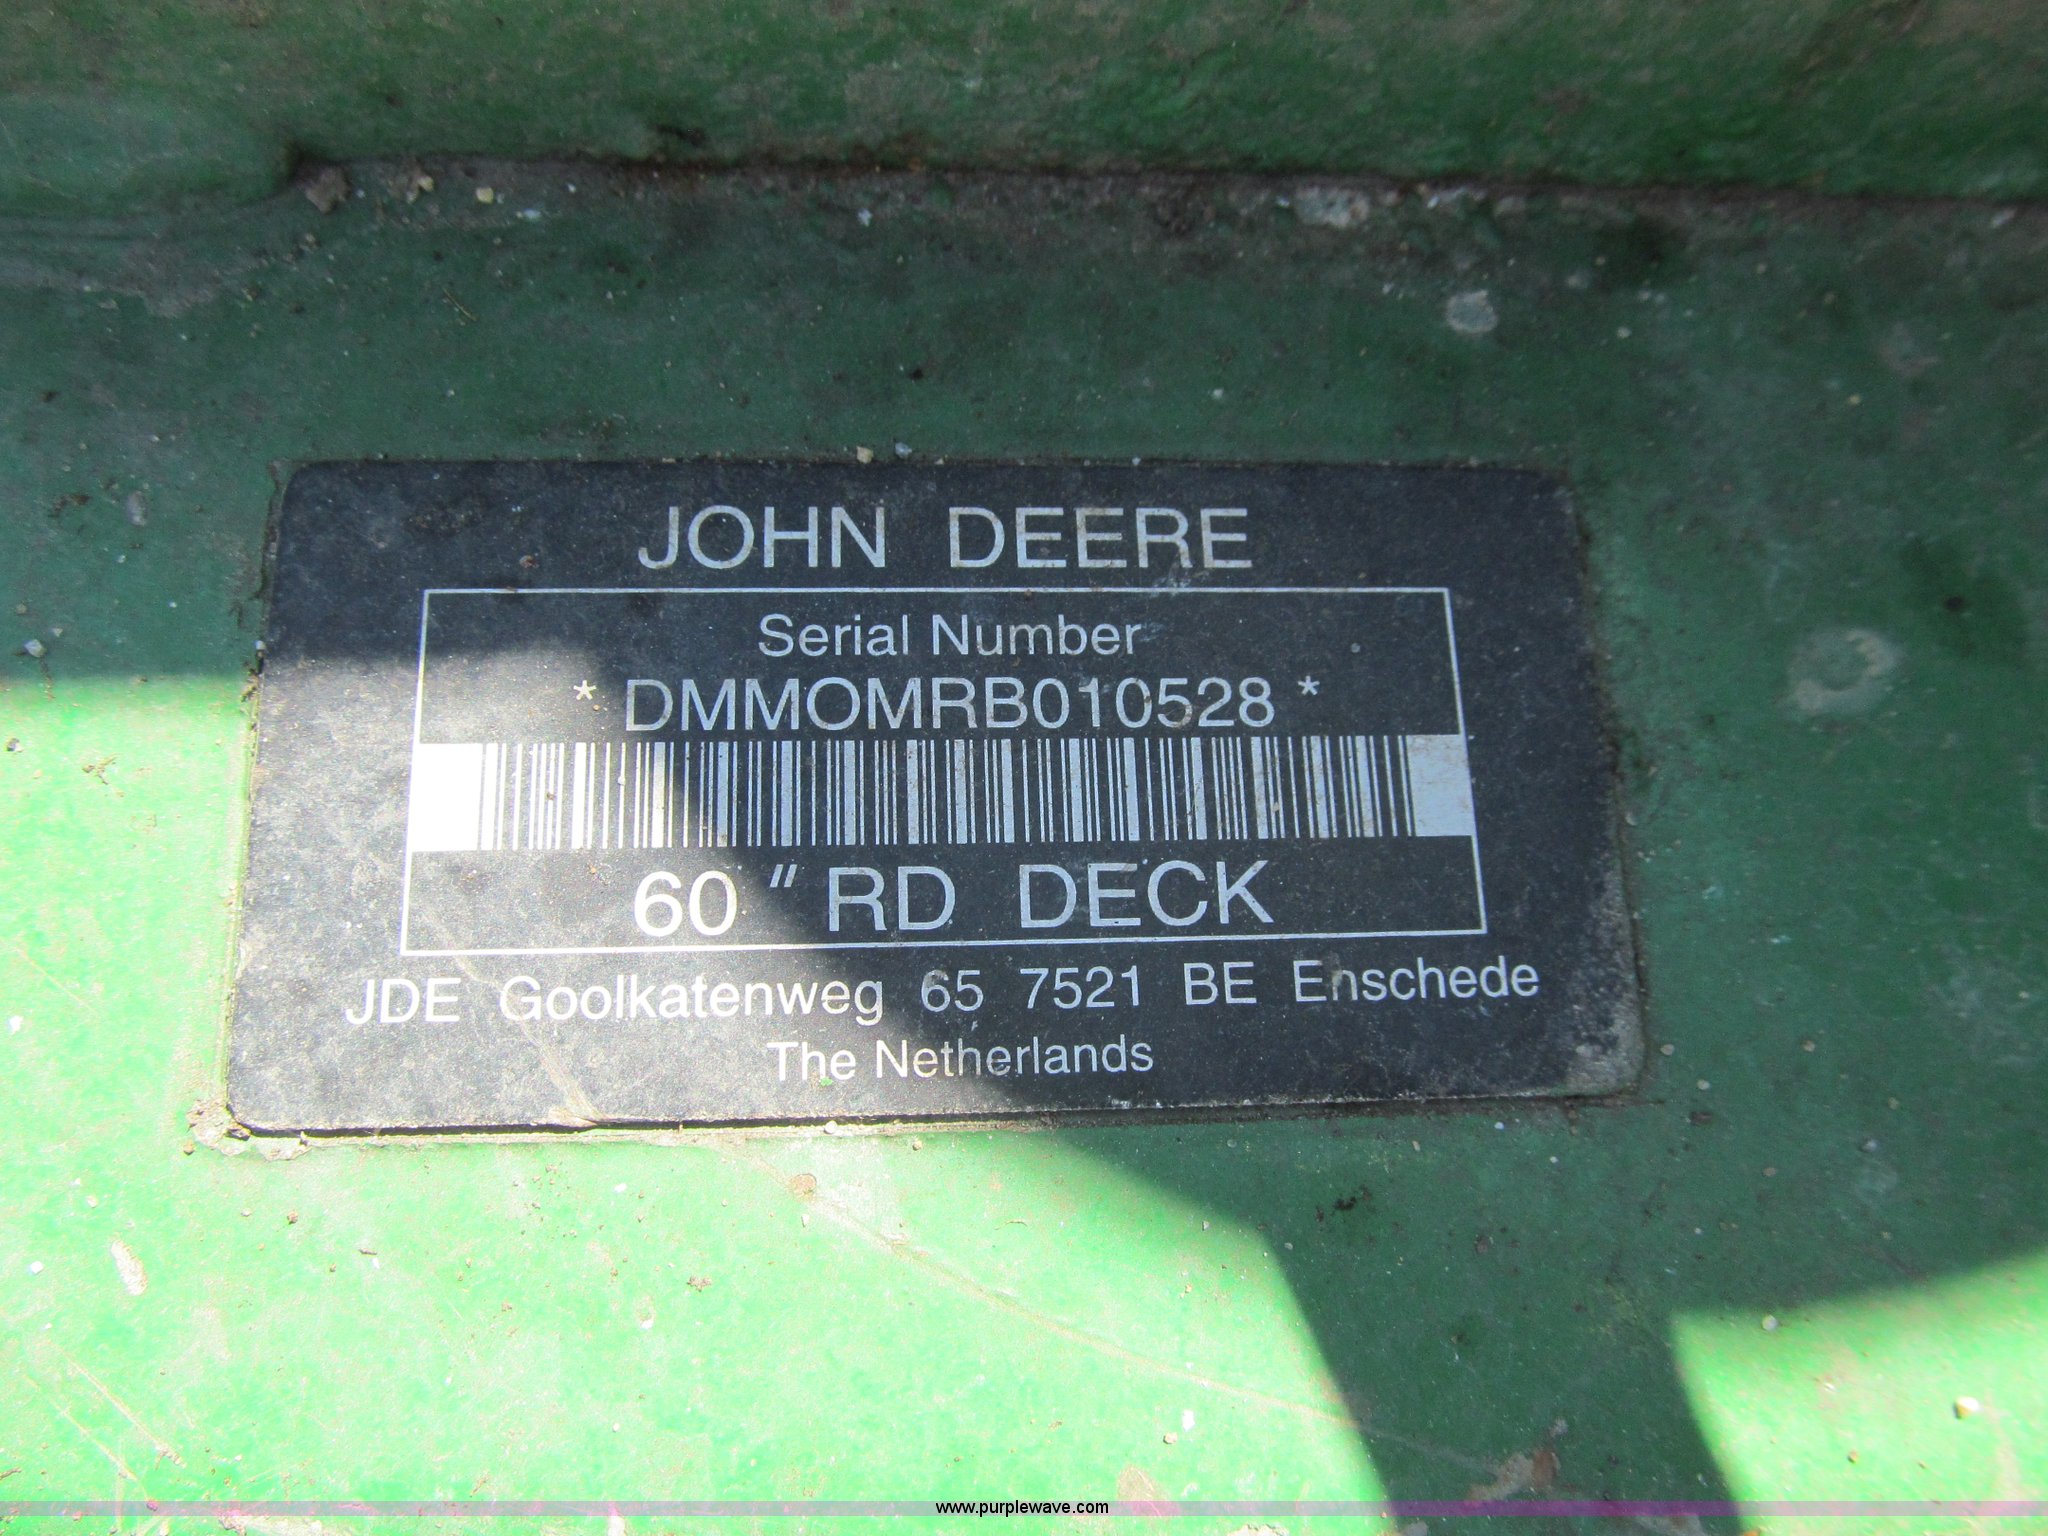 JOHN DEERE
Serial Number
* DMMOMRB010528 *
60 " RD DECK
JDE Goolkatenweg 65 7521 BE Enschede
The Netherlands
www.purplewave.com